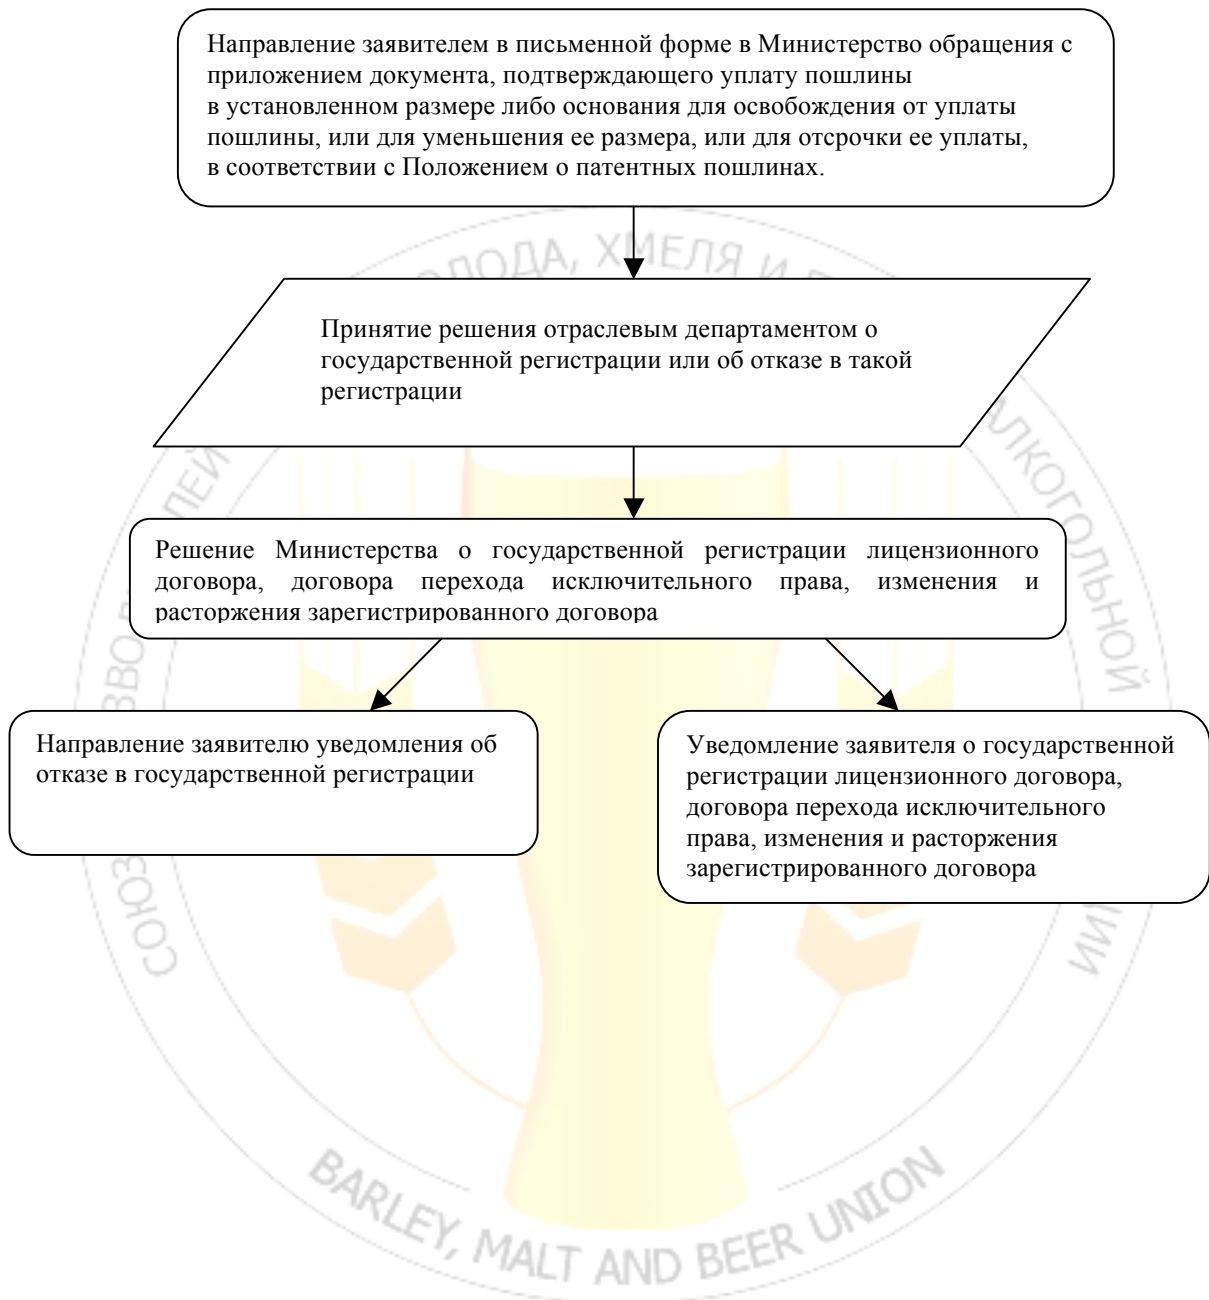 Направление заявителем в письменной форме в Министерство обращения с
приложением документа, подтверждающего уплату пошлины
в установленном размере либо основания для освобождения от уплаты
пошлины, или для уменьшения ее размера, или для отсрочки ее уплаты,
в соответствии с Положением о патентных пошлинах.
ХМЕЛЯ И
Принятие решения отраслевым департаментом о
государственной регистрации или об отказе в такой
регистрации
Решение Министерства о государственной регистрации лицензионного
договора, договора перехода исключительного права, изменения и
расторжения зарегистрированного договора
Направление заявителю уведомления об
отказе в государственной регистрации
Уведомление заявителя о государственной
регистрации лицензионного договора,
договора перехода исключительного
права, изменения и расторжения
зарегистрированного договора
СОЮЗ
BARLEY, MALT AND BEER UNION